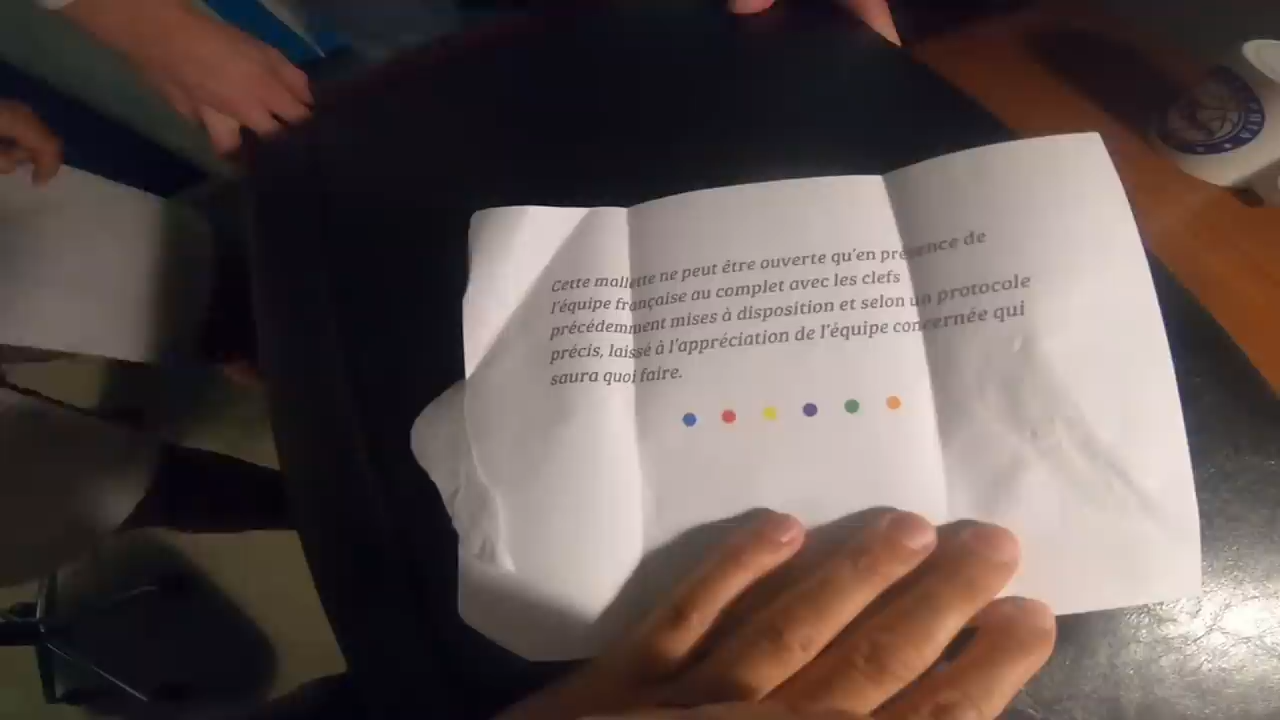 Cette mallette ne peut être ouverte qu'en présence de
l'équipe française au complet avec les clefs
précédemment mises à disposition et selon un protocole
précis, laissé à l'appréciation de l'équipe concernée qui
saura quoi faire.